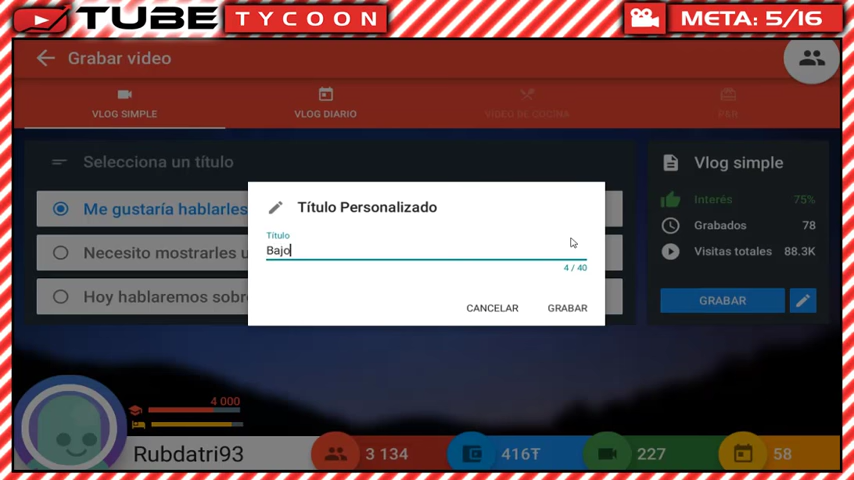 TUBE TYCOON
META: 5/16
Grabar video
VLOG SIMPLE
VLOG DIARIO
VIDEO DE COCINA
P&R
Selecciona un título
Vlog simple
Me gustaría hablarles
Necesito mostrarles u
Hoy hablaremos sobr
Título Personalizado
Título
Bajo
4 / 40
CANCELAR
GRABAR
Interés 75%
Grabados 78
Visitas totales 88.3K
GRABAR
4 000
Rubdatri93
3 134
416₸
227
58